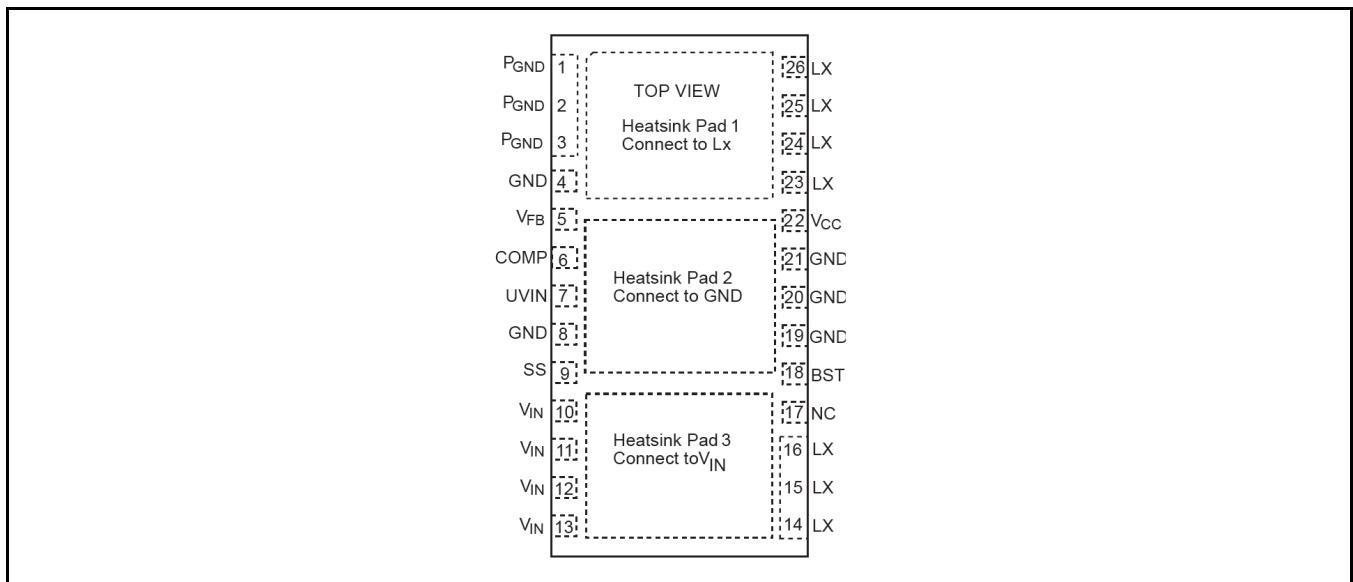 PGND 1
PGND 2
PGND 3
GND 4
VFB 5
COMP 6
UVIN 7
GND 8
SS 9
VIN 10
VIN 11
VIN 12
VIN 13
TOP VIEW
Heatsink Pad 1
Connect to Lx
Heatsink Pad 2
Connect to GND
Heatsink Pad 3
Connect toVIN
26 LX
25 LX
24 LX
23 LX
22 VCC
21 GND
20 GND
19 GND
18 BST
17 NC
16 LX
15 LX
14 LX